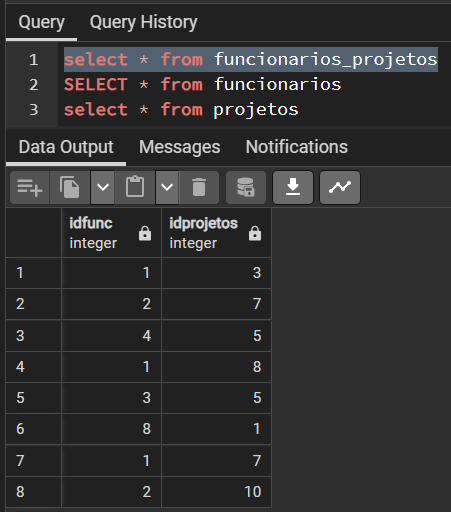 Query Query History
1 select * from funcionarios_projetos
2 SELECT * from funcionarios
3 select * from projetos
Data Output Messages Notifications
idfunc idprojetos
integer integer
1 1 3
2 2 7
3 4 5
4 1 8
5 3 5
6 8 1
7 1 7
8 2 10